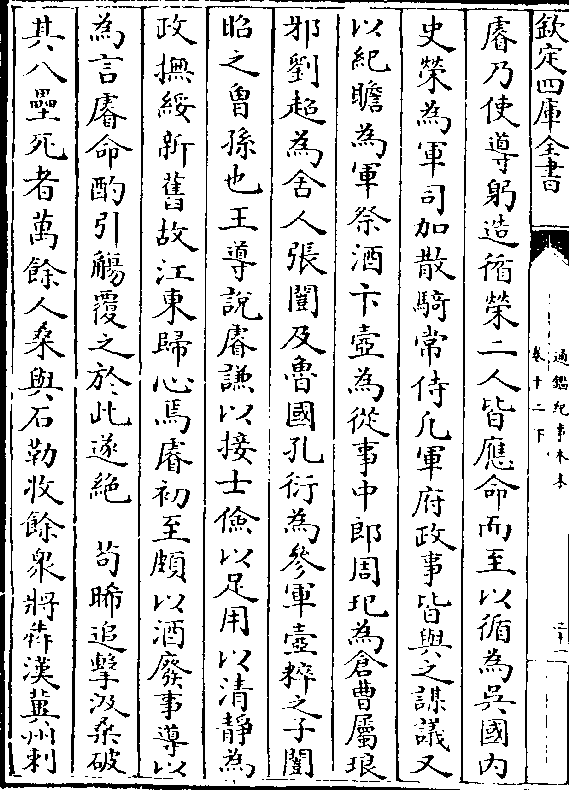 欽定四庫全書
通鑑紀事本末
卷十二下
睿乃使導躬造循榮二人皆應命而至以循為吳國內
史榮為軍司加散騎常侍凡軍府政事皆與之謀議又
以紀瞻為軍祭酒卞壺為從事中郎周玘為倉曹屬琅
邪劉超為舍人張闓及魯國孔衍為參軍壺粹之子闓
昭之曾孫也王導說睿謙以接士儉以足用以清靜為
政撫綏新舊故江東歸心焉睿初至頗以酒廢事導以
為言睿命酌引觴覆之於此遂絕 苟晞追擊汲桑破
其八壘死者萬餘人桑與石勒收餘衆將犇漢冀州刺